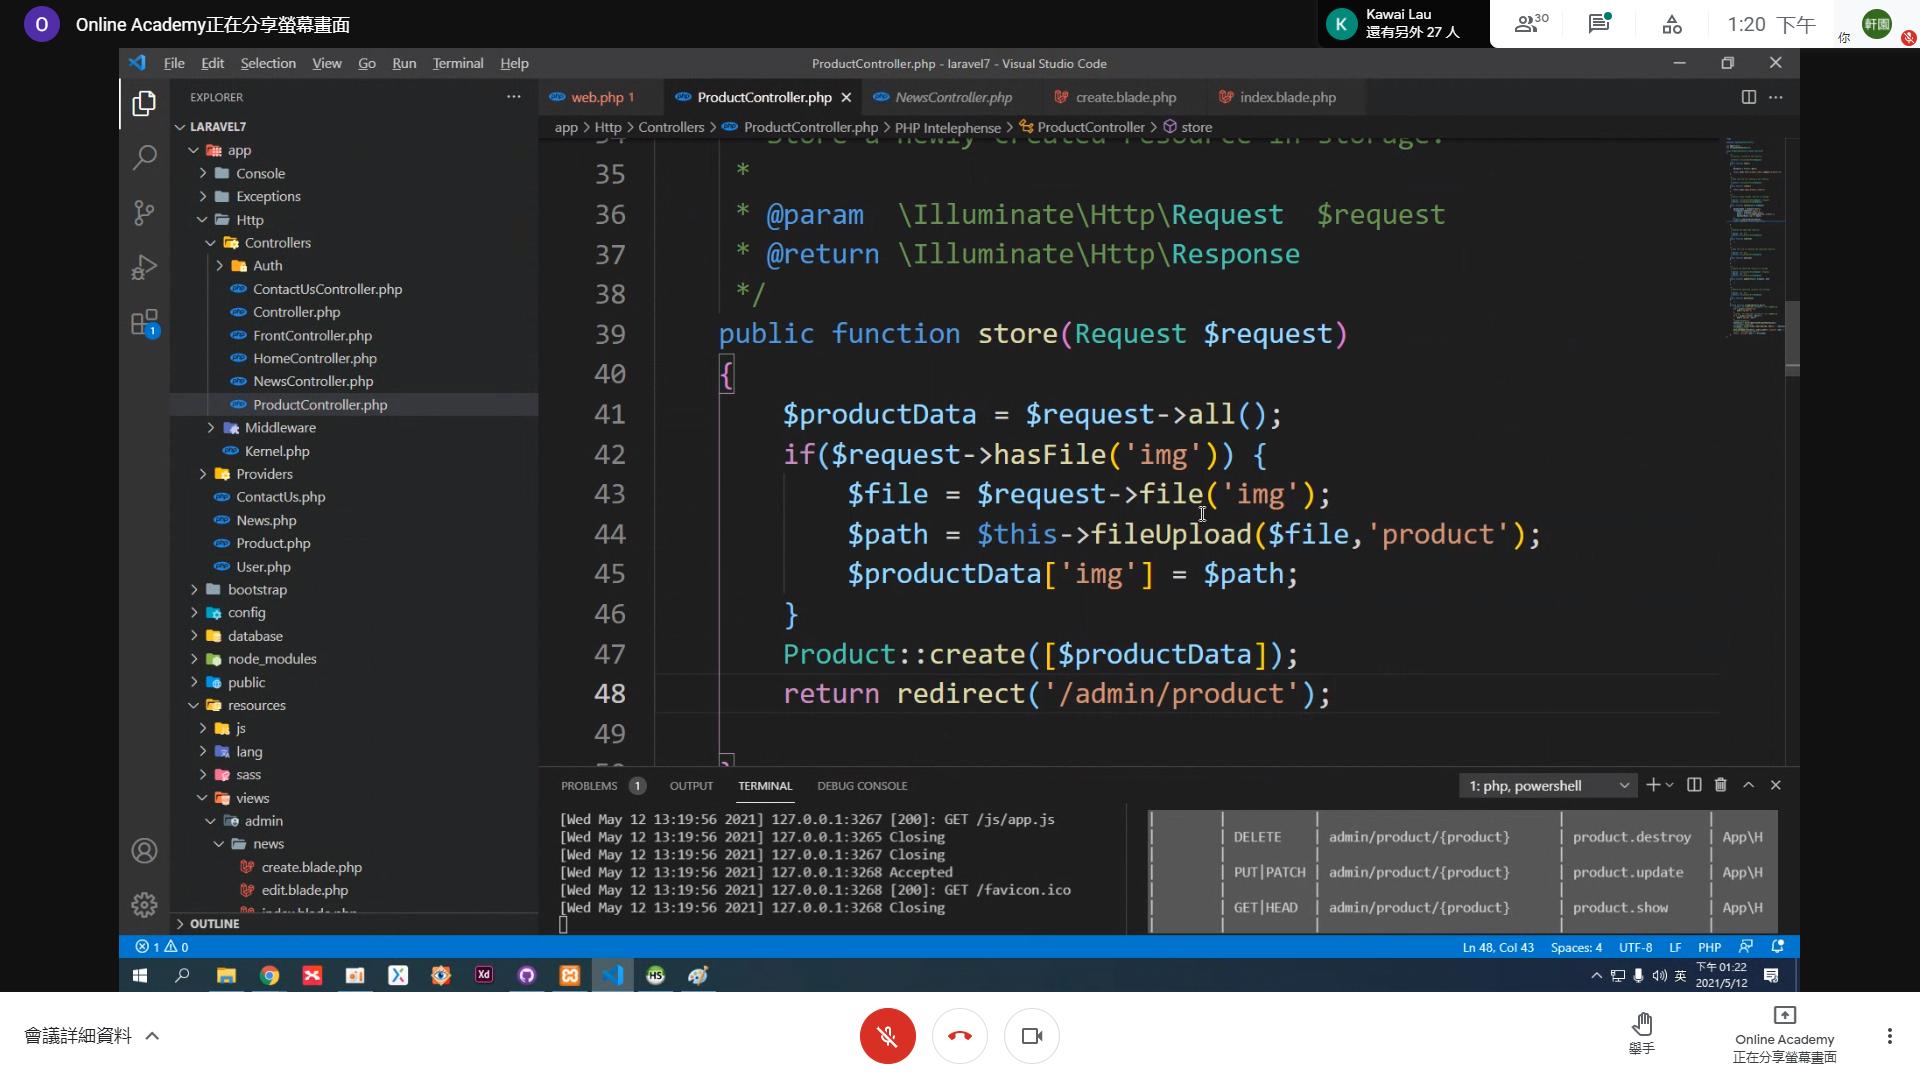 O
Online Academy正在分享螢幕畫面
K
Kawai Lau
還有另外 27 人
30
1:20 下午
你
軒園
File Edit Selection View Go Run Terminal Help
ProductController.php - laravel7 - Visual Studio Code
EXPLORER
web.php 1
ProductController.php
NewsController.php
create.blade.php
index.blade.php
app > Http > Controllers > ProductController.php > PHP Intelephense > ProductController > store
LARAVEL7
app
Console
Exceptions
Http
Controllers
Auth
ContactUsController.php
Controller.php
FrontController.php
HomeController.php
NewsController.php
ProductController.php
Middleware
Kernel.php
Providers
ContactUs.php
News.php
Product.php
User.php
bootstrap
config
database
node_modules
public
resources
js
lang
sass
views
admin
news
create.blade.php
edit.blade.php
index.blade.php
OUTLINE
34 * Store a newly created resource in storage.
35 *
36 * @param  \Illuminate\Http\Request  $request
37 * @return \Illuminate\Http\Response
38 */
39 public function store(Request $request)
40 {
41 $productData = $request->all();
42 if($request->hasFile('img')) {
43 $file = $request->file('img');
44 $path = $this->fileUpload($file,'product');
45 $productData['img'] = $path;
46 }
47 Product::create([$productData]);
48 return redirect('/admin/product');
49
50 }
PROBLEMS 1 OUTPUT TERMINAL DEBUG CONSOLE
1: php, powershell
[Wed May 12 13:19:56 2021] 127.0.0.1:3267 [200]: GET /js/app.js
[Wed May 12 13:19:56 2021] 127.0.0.1:3265 Closing
[Wed May 12 13:19:56 2021] 127.0.0.1:3267 Closing
[Wed May 12 13:19:56 2021] 127.0.0.1:3268 Accepted
[Wed May 12 13:19:56 2021] 127.0.0.1:3268 [200]: GET /favicon.ico
[Wed May 12 13:19:56 2021] 127.0.0.1:3268 Closing
| | DELETE | admin/product/{product} | product.destroy | App\H
| | PUT|PATCH | admin/product/{product} | product.update | App\H
| | GET|HEAD | admin/product/{product} | product.show | App\H
1
1 0
Ln 48, Col 43 Spaces: 4 UTF-8 LF PHP
Xd
HS
英
下午 01:22
2021/5/12
會議詳細資料
舉手
Online Academy
正在分享螢幕畫面